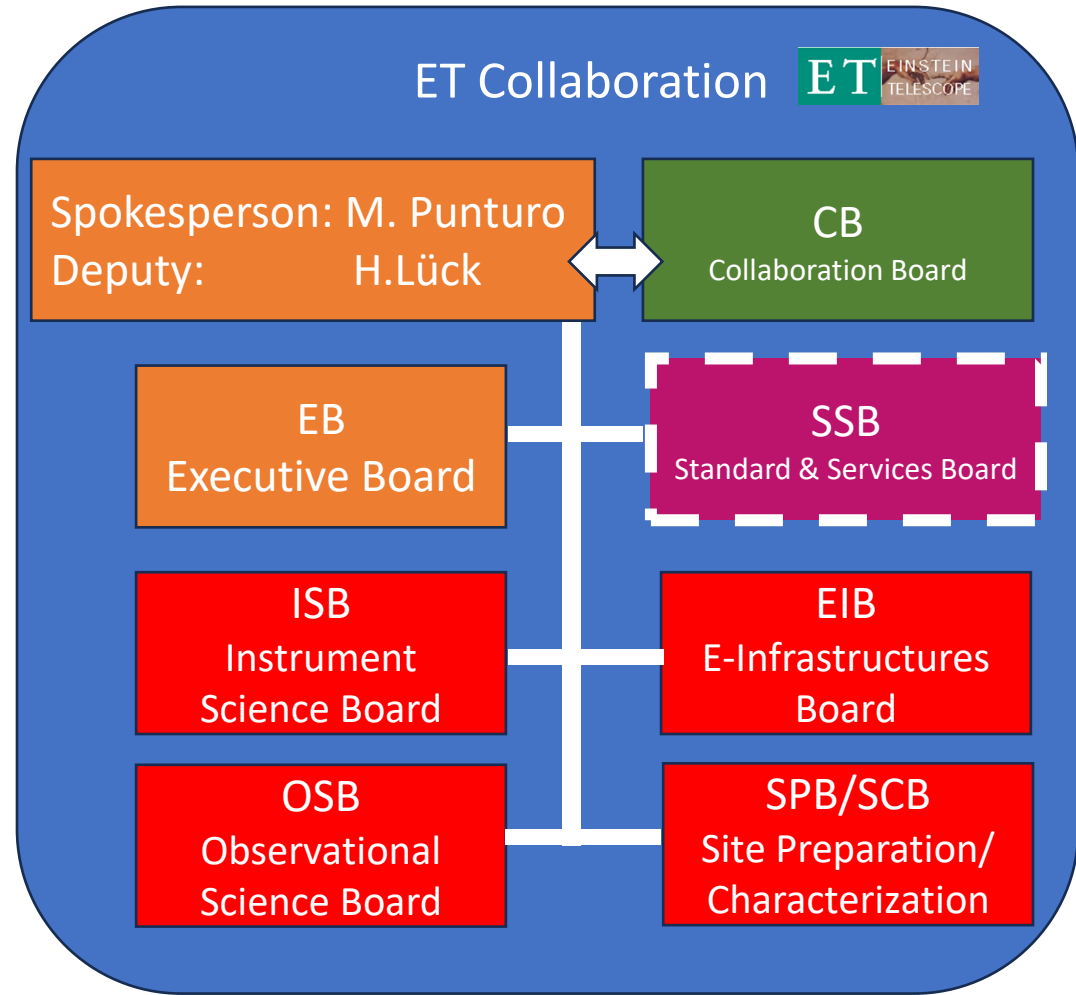 ET Collaboration
ET EINSTEIN
TELESCOPE
Spokesperson: M. Punturo
Deputy: H.Lück
CB
Collaboration Board
EB
Executive Board
SSB
Standard & Services Board
ISB
Instrument
Science Board
EIB
E-Infrastructures
Board
OSB
Observational
Science Board
SPB/SCB
Site Preparation/
Characterization